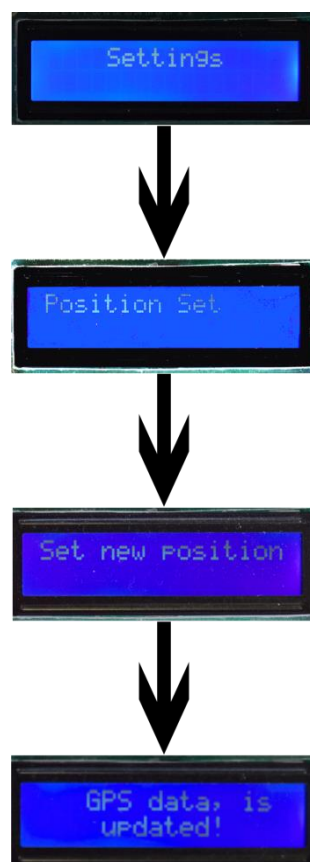 Settings
Position Set
Set new position
GPS data, is
updated!